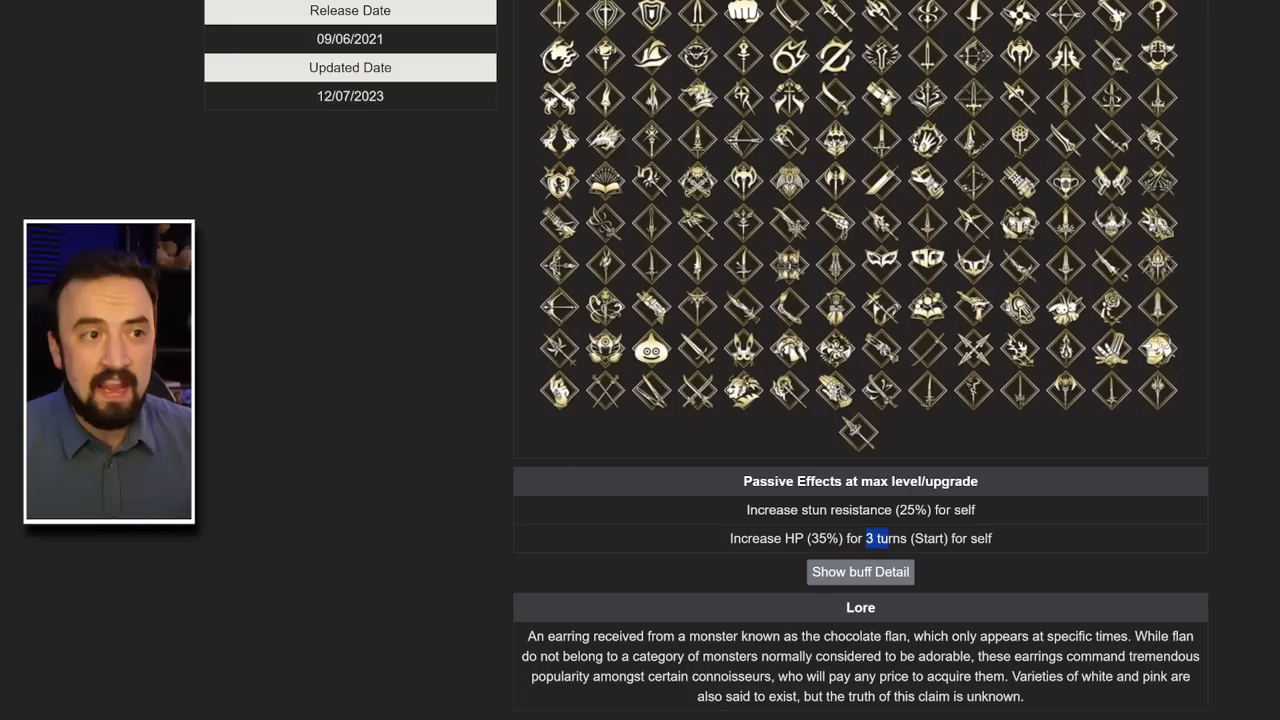 Release Date
09/06/2021
Updated Date
12/07/2023
Passive Effects at max level/upgrade
Increase stun resistance (25%) for self
Increase HP (35%) for 3 turns (Start) for self
Show buff Detail
Lore
An earring received from a monster known as the chocolate flan, which only appears at specific times. While flan
do not belong to a category of monsters normally considered to be adorable, these earrings command tremendous
popularity amongst certain connoisseurs, who will pay any price to acquire them. Varieties of white and pink are
also said to exist, but the truth of this claim is unknown.